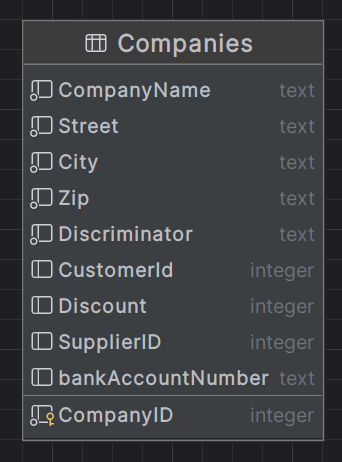 Companies
CompanyName text
Street text
City text
Zip text
Discriminator text
CustomerId integer
Discount integer
SupplierID integer
bankAccountNumber text
CompanyID integer